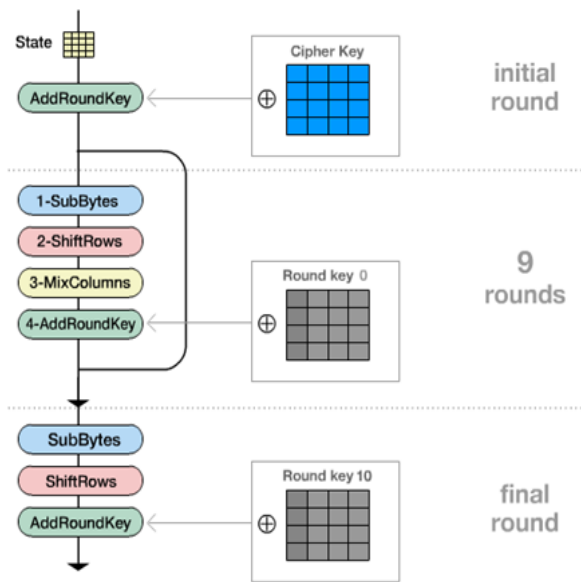 State
Cipher Key
AddRoundKey
⊕
initial
round
1-SubBytes
2-ShiftRows
3-MixColumns
4-AddRoundKey
Round key 0
⊕
9
rounds
SubBytes
ShiftRows
AddRoundKey
Round key 10
⊕
final
round